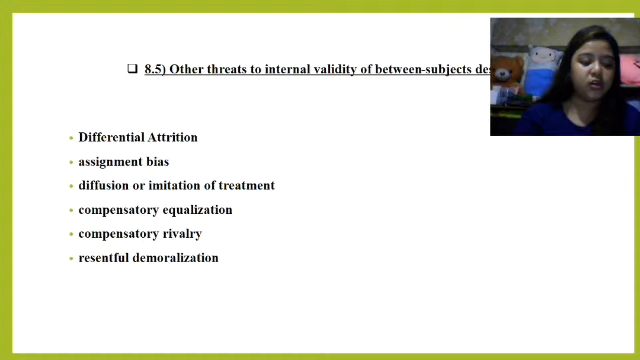 ❑ 8.5) Other threats to internal validity of between-subjects
• Differential Attrition
• assignment bias
• diffusion or imitation of treatment
• compensatory equalization
• compensatory rivalry
• resentful demoralization